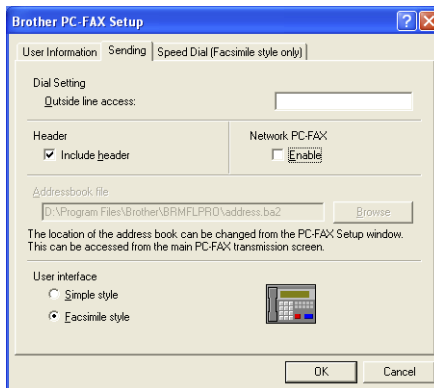 Brother PC-FAX Setup
User Information Sending Speed Dial (Facsimile style only)
Dial Setting
Outside line access:
Header Network PC-FAX
Include header Enable
Addressbook file
D:\Program Files\Brother\BRMFLPRO\address.ba2 Browse
The location of the address book can be changed from the PC-FAX Setup window.
This can be accessed from the main PC-FAX transmission screen.
User interface
Simple style
Facsimile style
OK Cancel